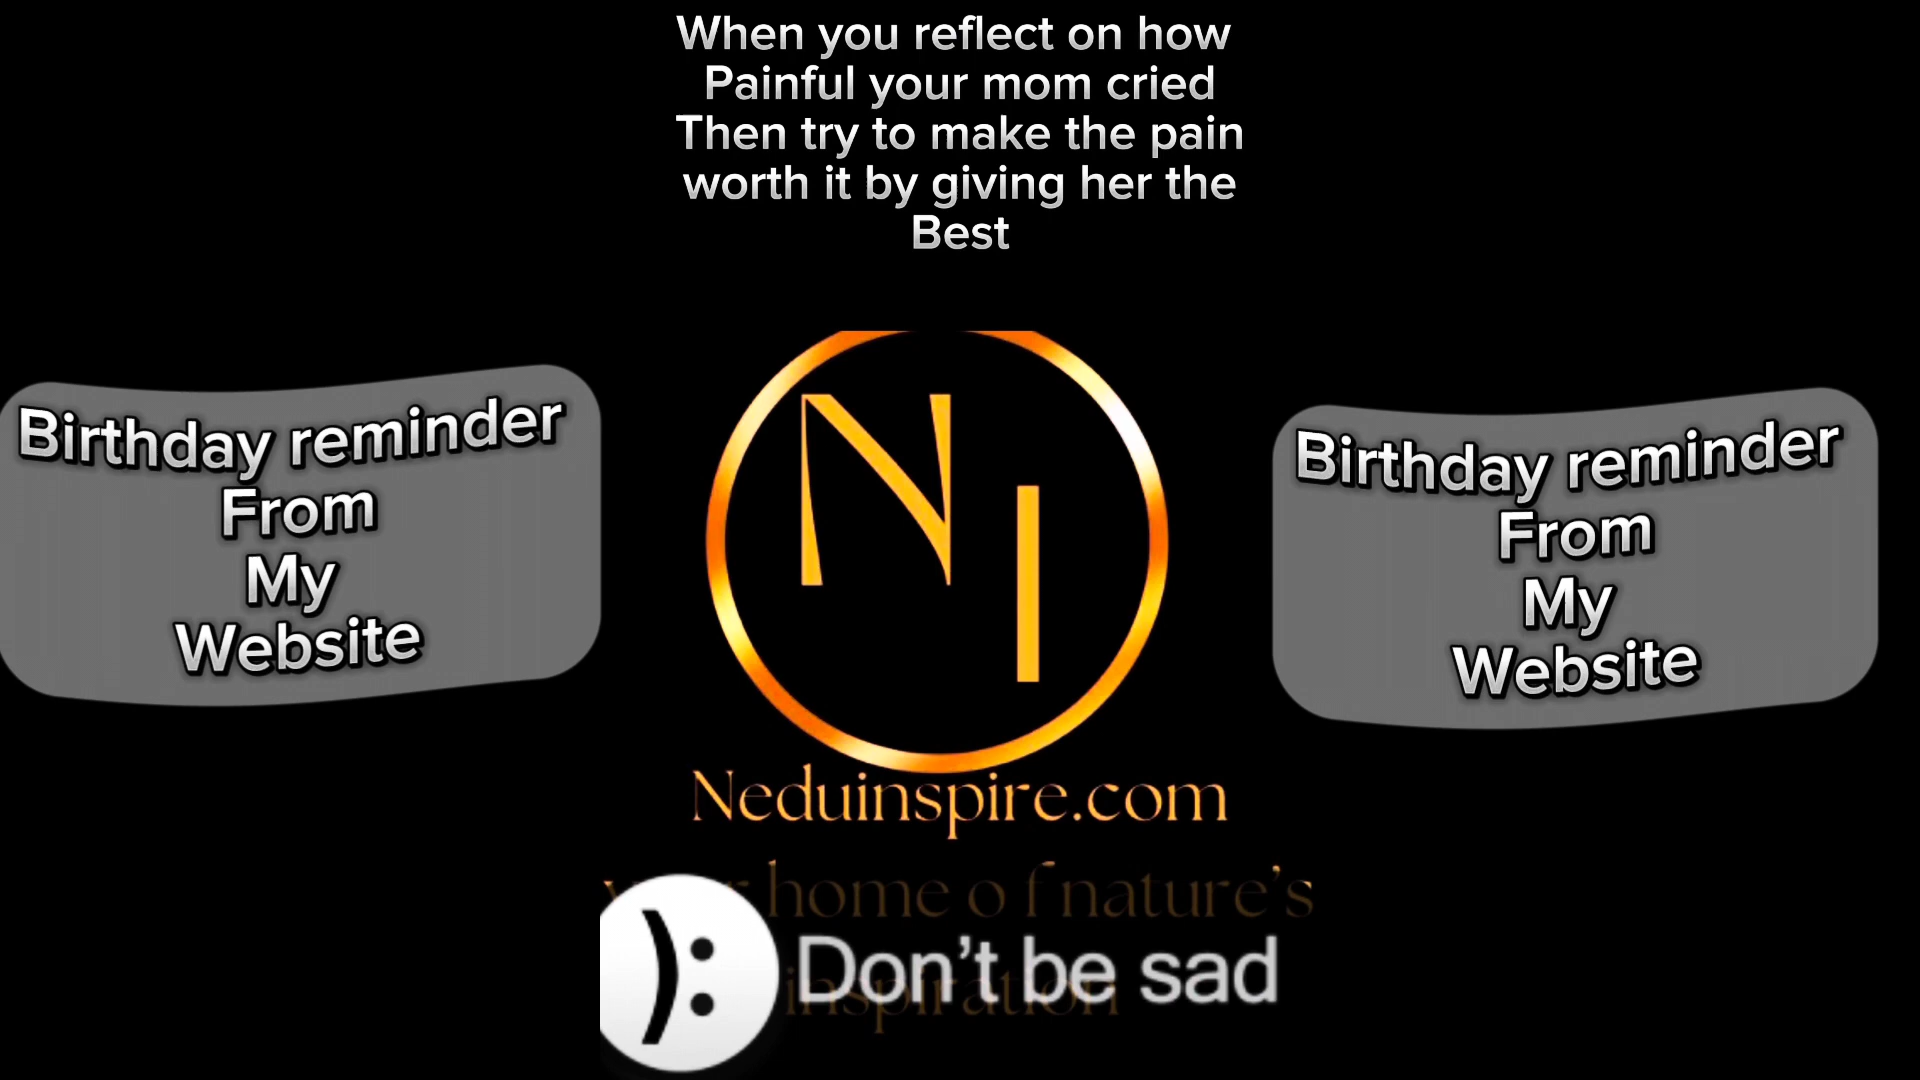 When you reflect on how
Painful your mom cried
Then try to make the pain
worth it by giving her the
Best
Birthday reminder
From
My
Website
NI
Birthday reminder
From
My
Website
Neduinspire.com
home of nature's
):
Don't be sad
inspiration